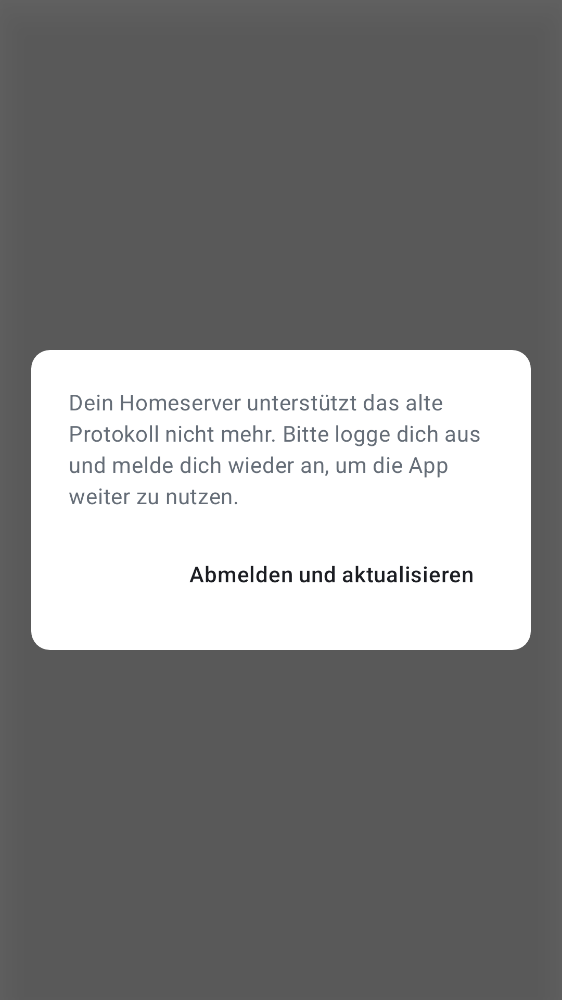 Dein Homeserver unterstützt das alte
Protokoll nicht mehr. Bitte logge dich aus
und melde dich wieder an, um die App
weiter zu nutzen.
Abmelden und aktualisieren